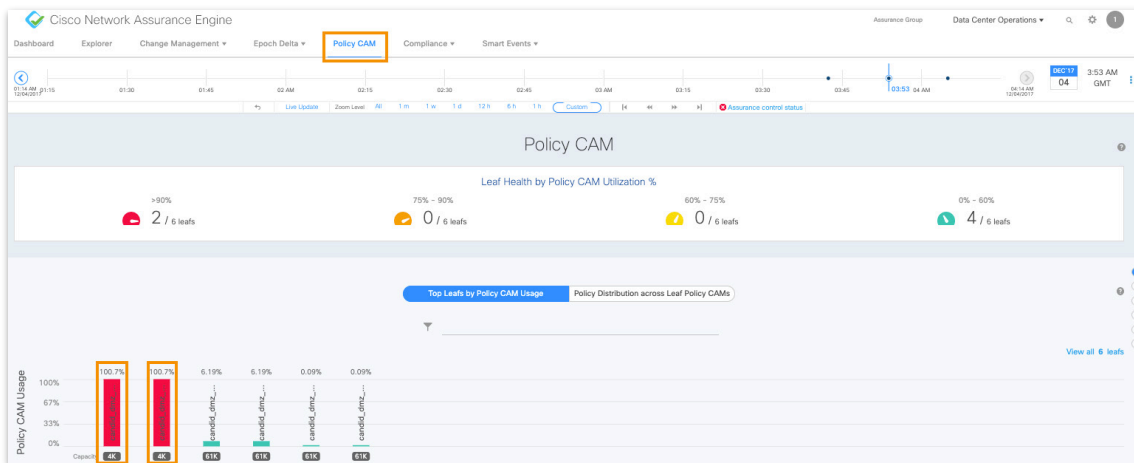 Cisco Network Assurance Engine
Assurance Group
Data Center Operations
1
Dashboard Explorer Change Management Epoch Delta Policy CAM Compliance Smart Events
01:14 AM
12/04/2017
01:15 01:30 01:45 02 AM 02:15 02:30 02:45 03 AM 03:15 03:30 03:45 03:53 04 AM
04:14 AM
12/04/2017
DEC'17
04
3:53 AM
GMT
Live Update Zoom Level All 1 m 1 w 1 d 12 h 6 h 1 h Custom Assurance control status
Policy CAM
Leaf Health by Policy CAM Utilization %
>90% 75% - 90% 60% - 75% 0% - 60%
2 / 6 leafs 0 / 6 leafs 0 / 6 leafs 4 / 6 leafs
Top Leafs by Policy CAM Usage Policy Distribution across Leaf Policy CAMs
View all 6 leafs
Policy CAM Usage
100%
67%
33%
0%
100.7% 100.7% 6.19% 6.19% 0.09% 0.09%
candid_dmz_...
candid_dmz_...
candid_dmz_...
candid_dmz_...
Capacity 4K 4K 61K 61K 61K 61K